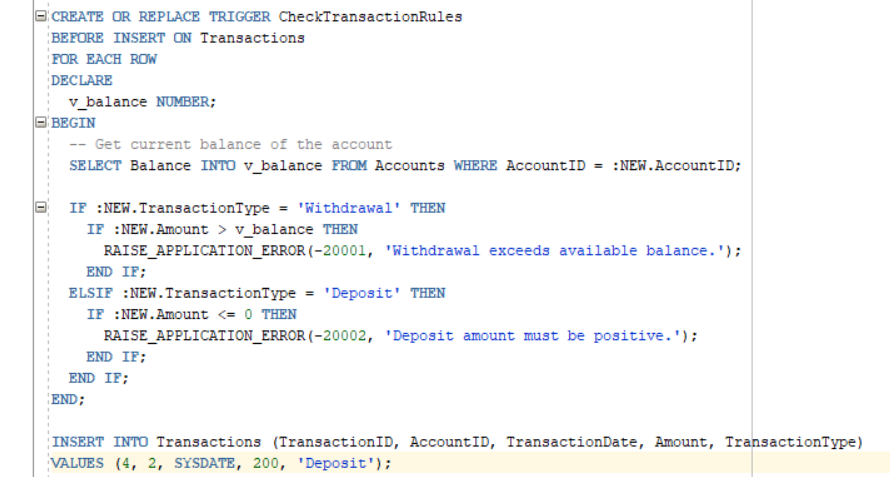 CREATE OR REPLACE TRIGGER CheckTransactionRules
BEFORE INSERT ON Transactions
FOR EACH ROW
DECLARE
  v_balance NUMBER;
BEGIN
  -- Get current balance of the account
  SELECT Balance INTO v_balance FROM Accounts WHERE AccountID = :NEW.AccountID;

  IF :NEW.TransactionType = 'Withdrawal' THEN
    IF :NEW.Amount > v_balance THEN
      RAISE_APPLICATION_ERROR(-20001, 'Withdrawal exceeds available balance.');
    END IF;
  ELSIF :NEW.TransactionType = 'Deposit' THEN
    IF :NEW.Amount <= 0 THEN
      RAISE_APPLICATION_ERROR(-20002, 'Deposit amount must be positive.');
    END IF;
  END IF;
END;

INSERT INTO Transactions (TransactionID, AccountID, TransactionDate, Amount, TransactionType)
VALUES (4, 2, SYSDATE, 200, 'Deposit');